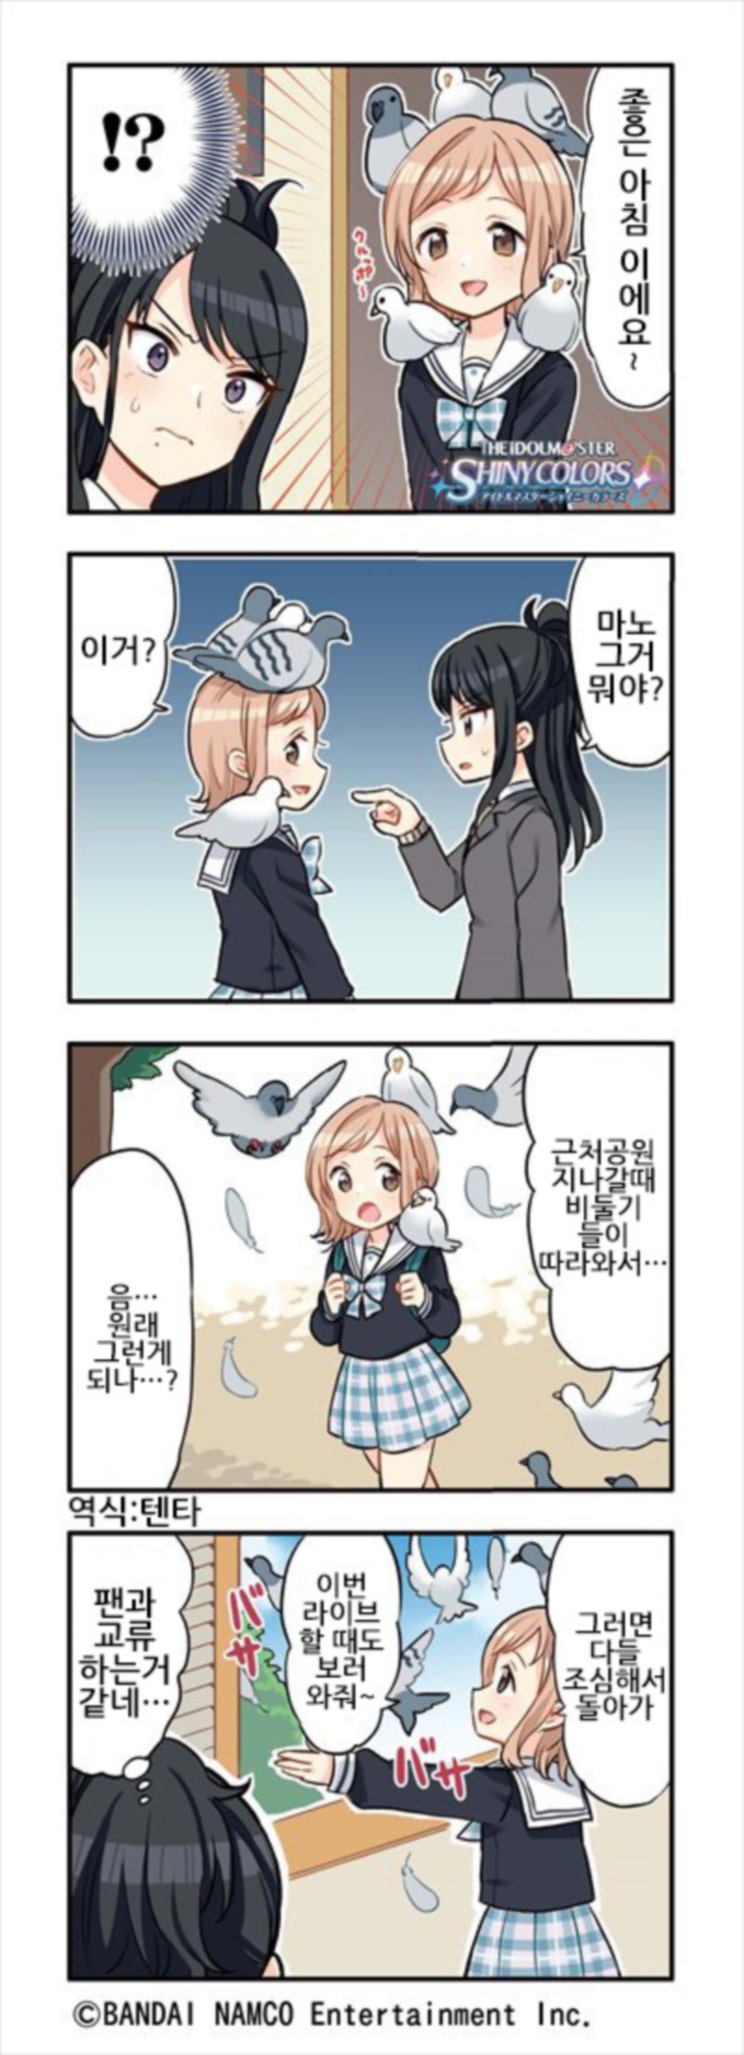 좋은 아침 이에요~
!?
クルッポー
THE iDOLM@STER
SHINY COLORS
アイドルマスターシャイニーカラーズ
마노
그거
뭐야?
이거?
근처공원
지나갈때
비둘기
들이
따라와서…
음…
원래
그런게
되나…?
역식:텐타
그러면
다들
조심해서
돌아가
이번
라이브
할 때도
보러
와줘~
バサ
バサ
팬과
교류
하는거
같네…
©BANDAI NAMCO Entertainment Inc.